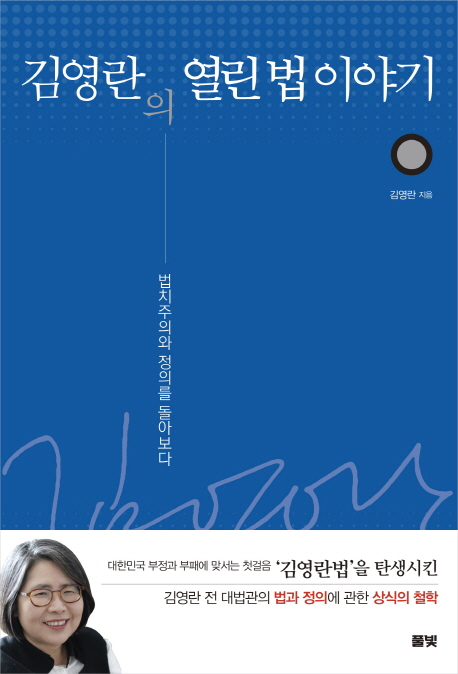 김영란의 열린 법 이야기
김영란 지음
법치주의와 정의를 돌아보다
김영란
대한민국 부정과 부패에 맞서는 첫걸음 ‘김영란법’을 탄생시킨
김영란 전 대법관의 법과 정의에 관한 상식의 철학
풀빛